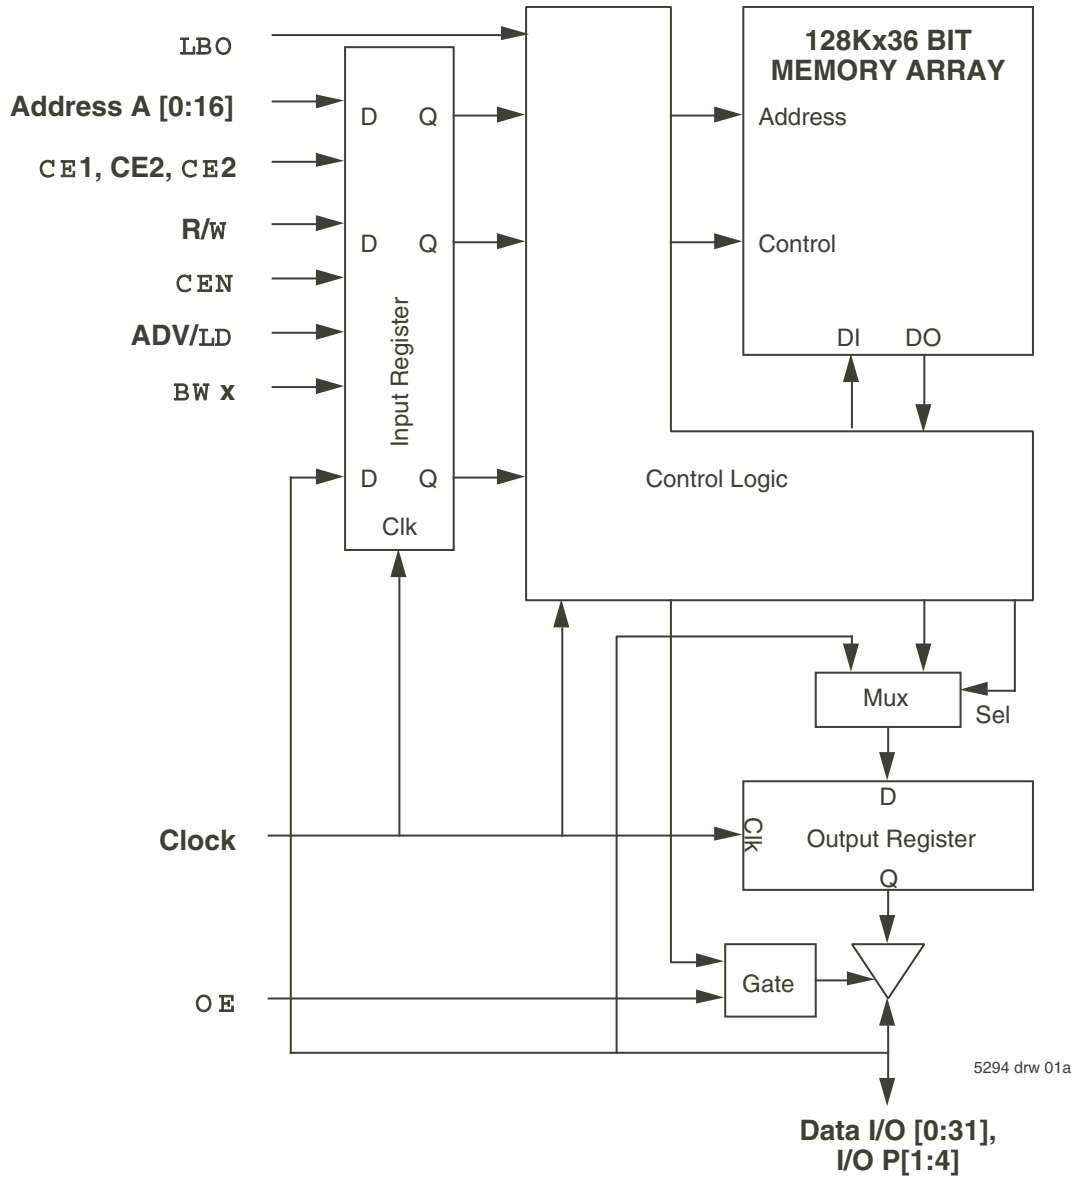 LBO
128Kx36 BIT
MEMORY ARRAY
Address A [0:16]
D Q
Address
CE1, CE2, CE2
R/W
D Q
Control
CEN
ADV/LD
Input Register
DI DO
BW x
D Q
Control Logic
Clk
Mux
Sel
D
Clock
Clk
Output Register
Q
Gate
OE
5294 drw 01a
Data I/O [0:31],
I/O P[1:4]